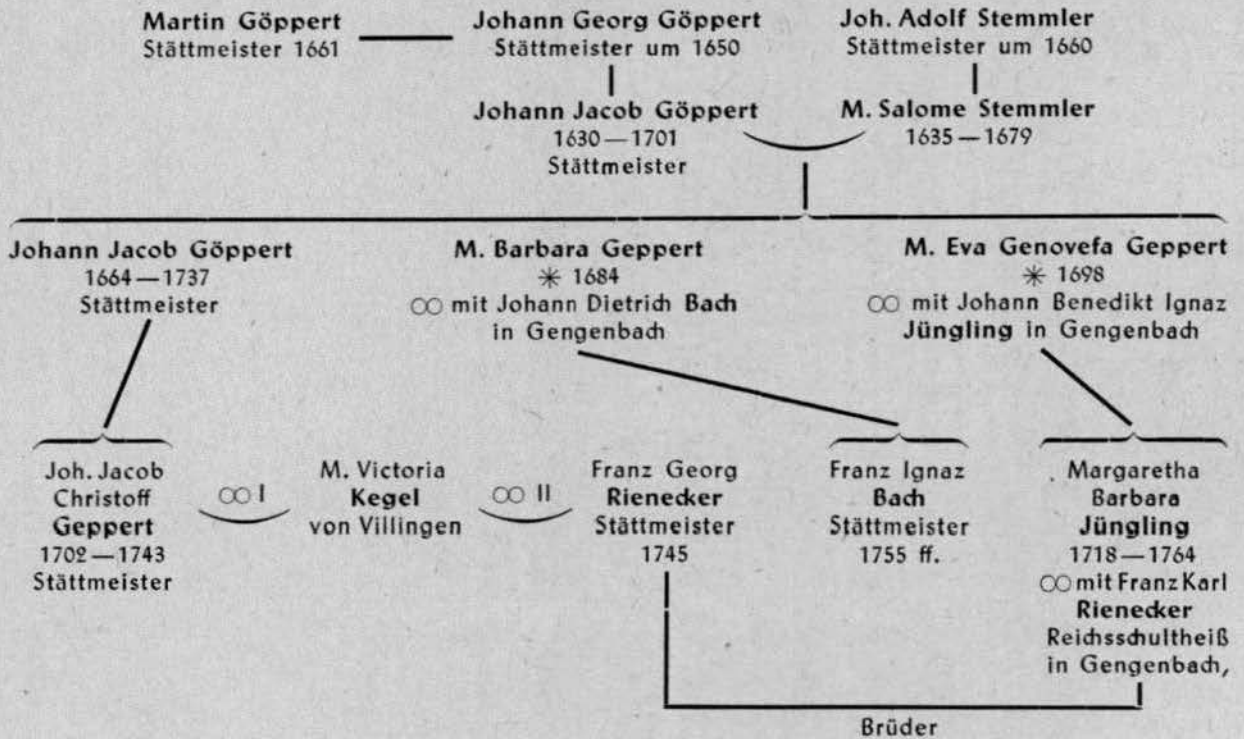 Martin Göppert
Stättmeister 1661
Johann Georg Göppert
Stättmeister um 1650
Joh. Adolf Stemmler
Stättmeister um 1660
Johann Jacob Göppert
1630—1701
Stättmeister
M. Salome Stemmler
1635—1679
Johann Jacob Göppert
1664—1737
Stättmeister
M. Barbara Geppert
* 1684
∞ mit Johann Dietrich Bach
in Gengenbach
M. Eva Genovefa Geppert
* 1698
∞ mit Johann Benedikt Ignaz
Jüngling in Gengenbach
Joh. Jacob
Christoff
Geppert
1702—1743
Stättmeister
∞ I
M. Victoria
Kegel
von Villingen
∞ II
Franz Georg
Rienecker
Stättmeister
1745
Franz Ignaz
Bach
Stättmeister
1755 ff.
Margaretha
Barbara
Jüngling
1718—1764
∞ mit Franz Karl
Rienecker
Reichsschultheiß
in Gengenbach,
Brüder